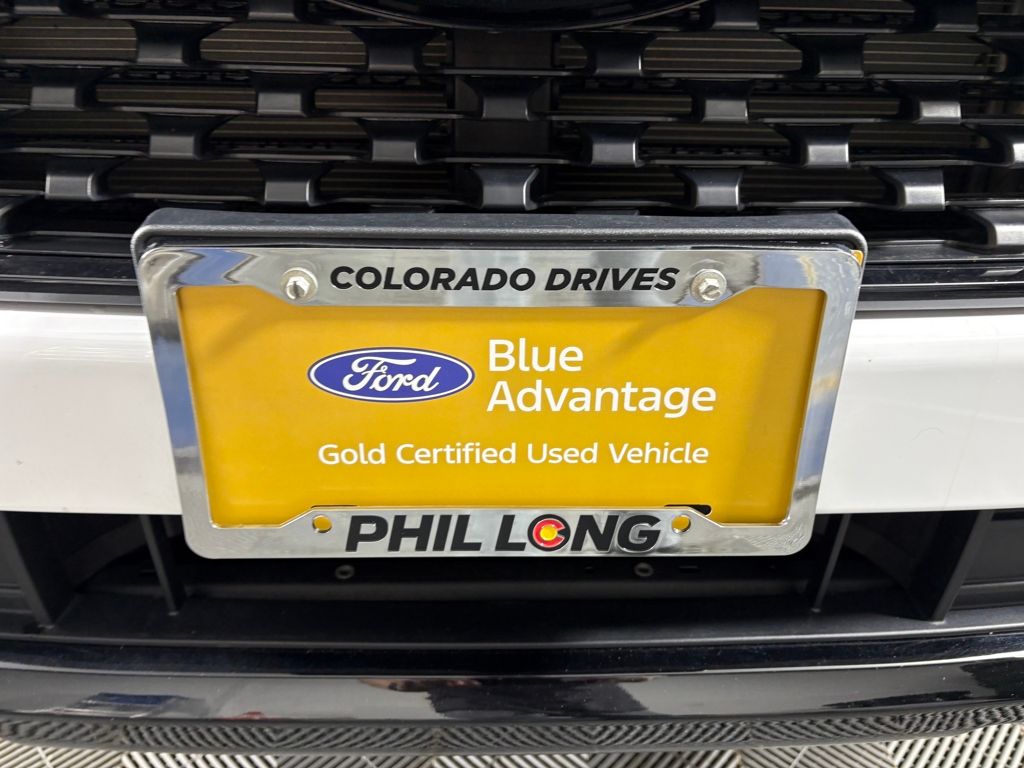 COLORADO DRIVES
Ford
Blue
Advantage
Gold Certified Used Vehicle
PHIL LONG